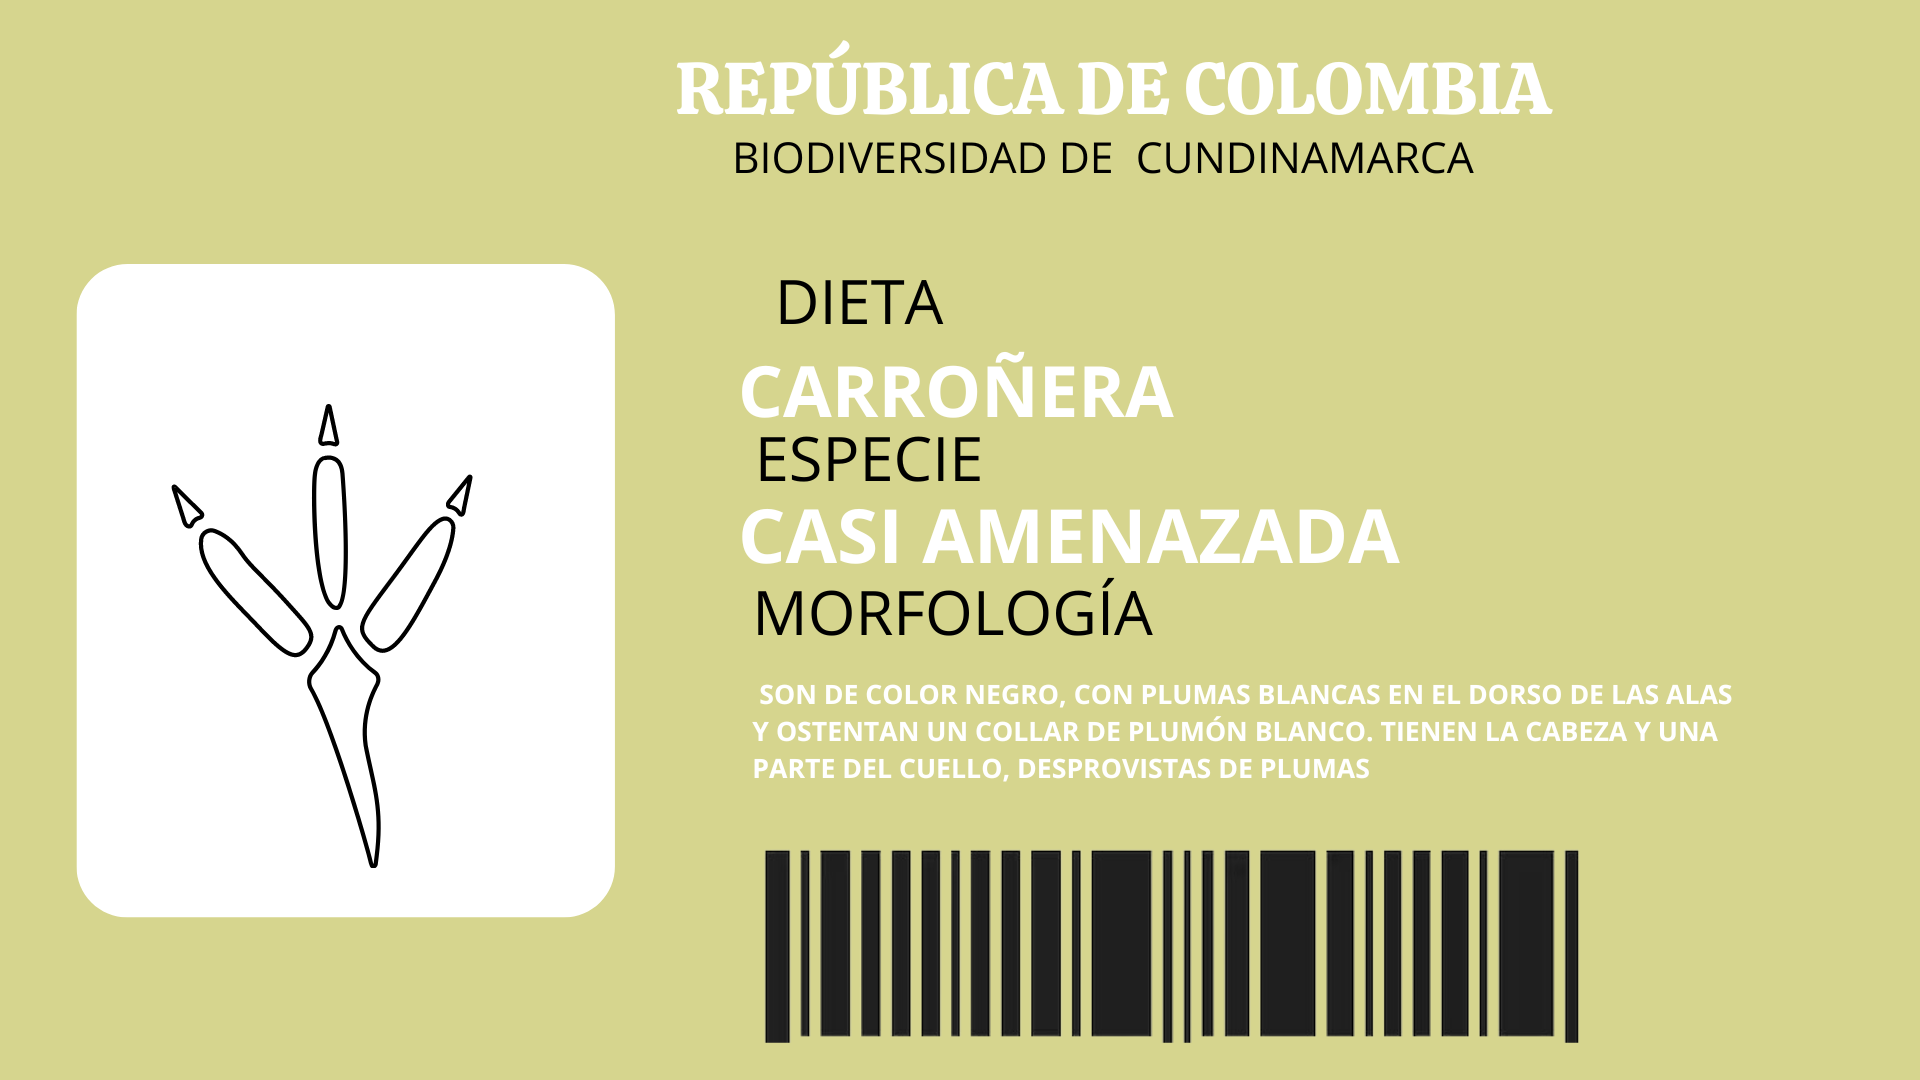 REPÚBLICA DE COLOMBIA
BIODIVERSIDAD DE  CUNDINAMARCA
DIETA
CARROÑERA
ESPECIE
CASI AMENAZADA
MORFOLOGÍA
SON DE COLOR NEGRO, CON PLUMAS BLANCAS EN EL DORSO DE LAS ALAS
Y OSTENTAN UN COLLAR DE PLUMÓN BLANCO. TIENEN LA CABEZA Y UNA
PARTE DEL CUELLO, DESPROVISTAS DE PLUMAS